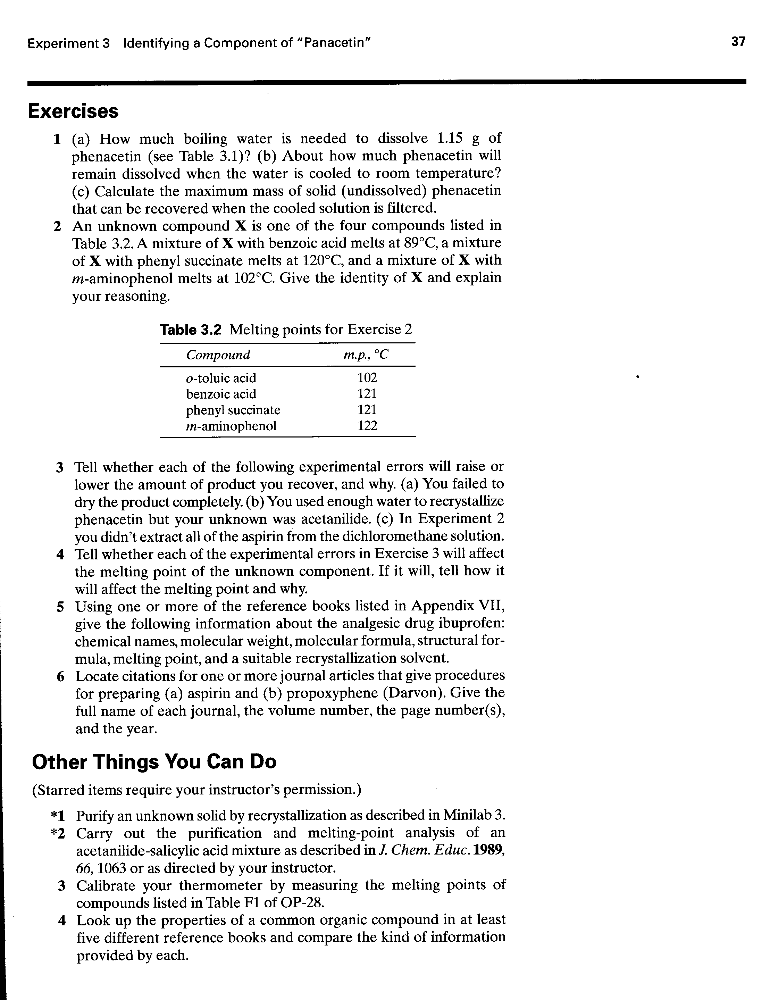 Experiment 3 Identifying a Component of "Panacetin"
37
Exercises
1 (a) How much boiling water is needed to dissolve 1.15 g of
phenacetin (see Table 3.1)? (b) About how much phenacetin will
remain dissolved when the water is cooled to room temperature?
(c) Calculate the maximum mass of solid (undissolved) phenacetin
that can be recovered when the cooled solution is filtered.
2 An unknown compound X is one of the four compounds listed in
Table 3.2. A mixture of X with benzoic acid melts at 89°C, a mixture
of X with phenyl succinate melts at 120°C, and a mixture of X with
m-aminophenol melts at 102°C. Give the identity of X and explain
your reasoning.
Table 3.2 Melting points for Exercise 2
Compound m.p., °C
o-toluic acid 102
benzoic acid 121
phenyl succinate 121
m-aminophenol 122
3 Tell whether each of the following experimental errors will raise or
lower the amount of product you recover, and why. (a) You failed to
dry the product completely. (b) You used enough water to recrystallize
phenacetin but your unknown was acetanilide. (c) In Experiment 2
you didn't extract all of the aspirin from the dichloromethane solution.
4 Tell whether each of the experimental errors in Exercise 3 will affect
the melting point of the unknown component. If it will, tell how it
will affect the melting point and why.
5 Using one or more of the reference books listed in Appendix VII,
give the following information about the analgesic drug ibuprofen:
chemical names, molecular weight, molecular formula, structural for-
mula, melting point, and a suitable recrystallization solvent.
6 Locate citations for one or more journal articles that give procedures
for preparing (a) aspirin and (b) propoxyphene (Darvon). Give the
full name of each journal, the volume number, the page number(s),
and the year.
Other Things You Can Do
(Starred items require your instructor's permission.)
*1 Purify an unknown solid by recrystallization as described in Minilab 3.
*2 Carry out the purification and melting-point analysis of an
acetanilide-salicylic acid mixture as described in J. Chem. Educ. 1989,
66, 1063 or as directed by your instructor.
3 Calibrate your thermometer by measuring the melting points of
compounds listed in Table F1 of OP-28.
4 Look up the properties of a common organic compound in at least
five different reference books and compare the kind of information
provided by each.